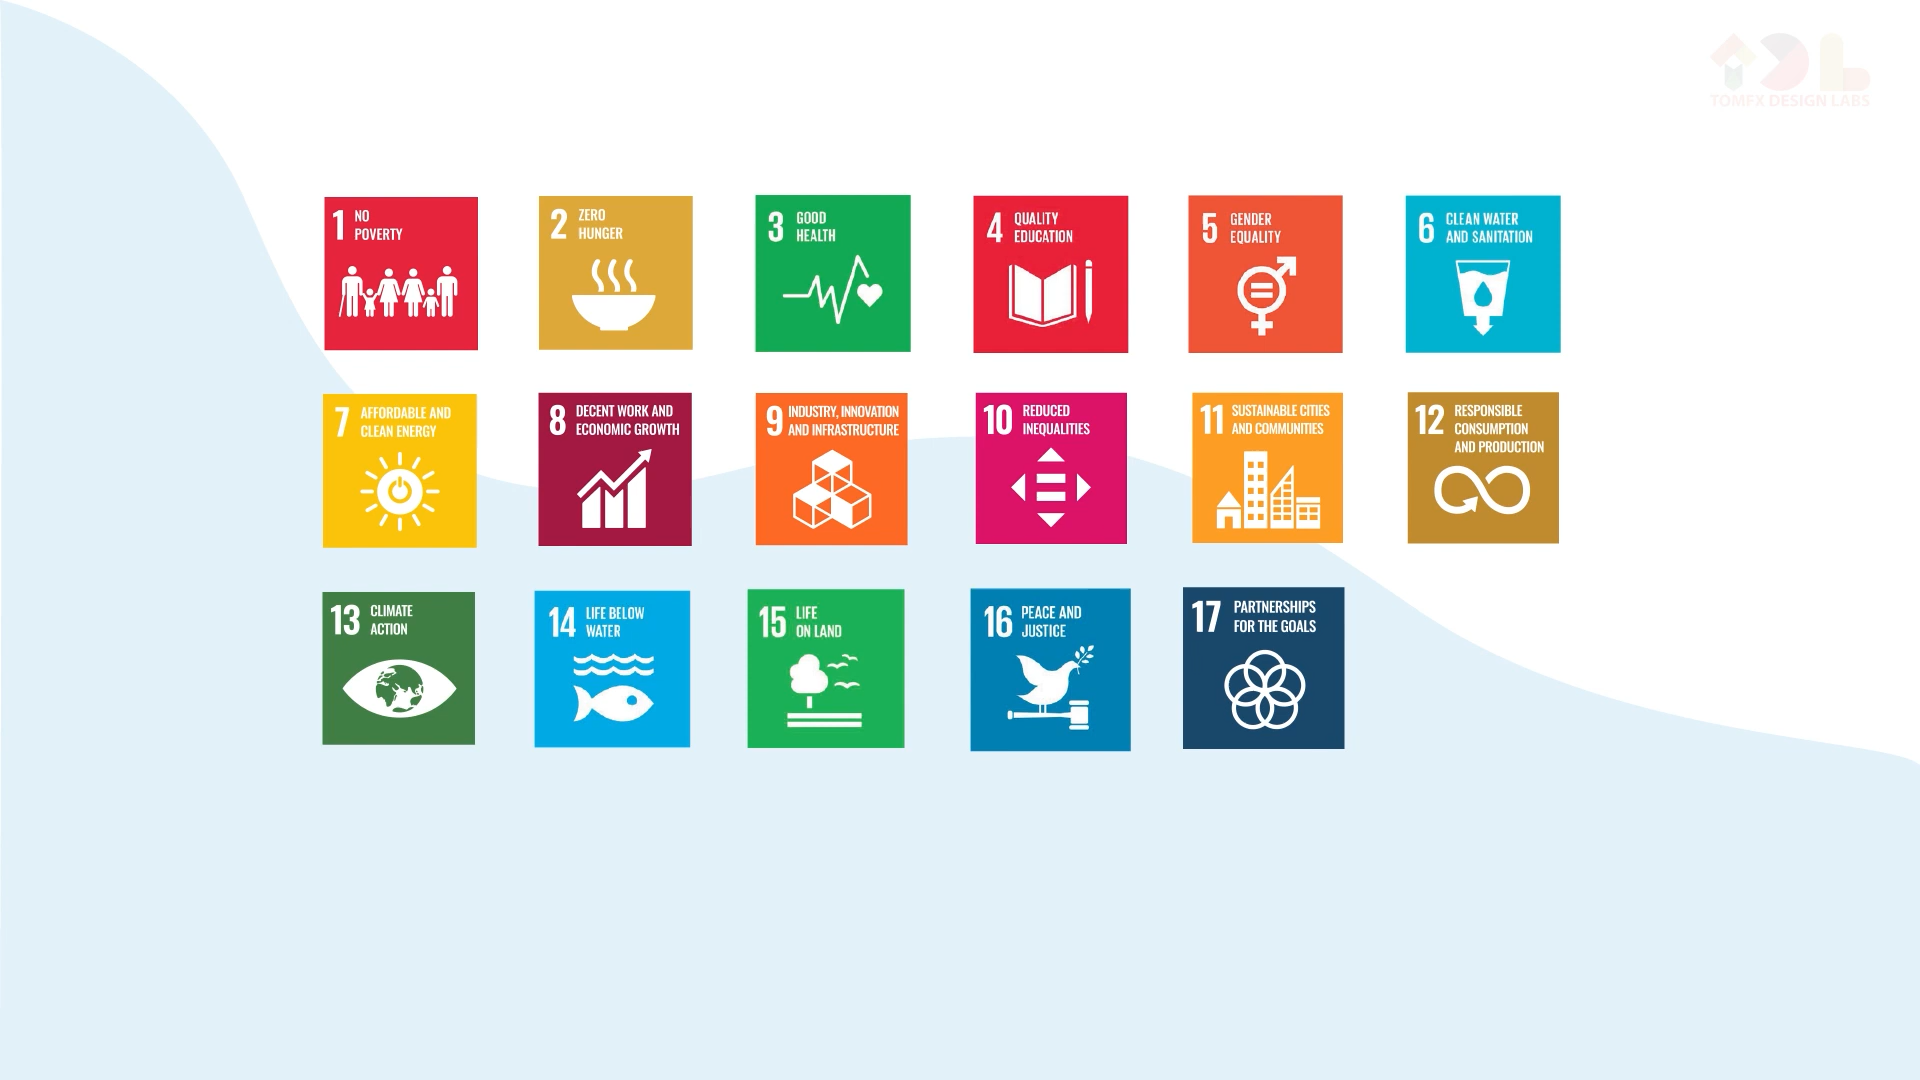 TOMFX DESIGN LABS
1 NO
POVERTY
2 ZERO
HUNGER
3 GOOD
HEALTH
4 QUALITY
EDUCATION
5 GENDER
EQUALITY
6 CLEAN WATER
AND SANITATION
7 AFFORDABLE AND
CLEAN ENERGY
8 DECENT WORK AND
ECONOMIC GROWTH
9 INDUSTRY, INNOVATION
AND INFRASTRUCTURE
10 REDUCED
INEQUALITIES
11 SUSTAINABLE CITIES
AND COMMUNITIES
12 RESPONSIBLE
CONSUMPTION
AND PRODUCTION
13 CLIMATE
ACTION
14 LIFE BELOW
WATER
15 LIFE
ON LAND
16 PEACE AND
JUSTICE
17 PARTNERSHIPS
FOR THE GOALS